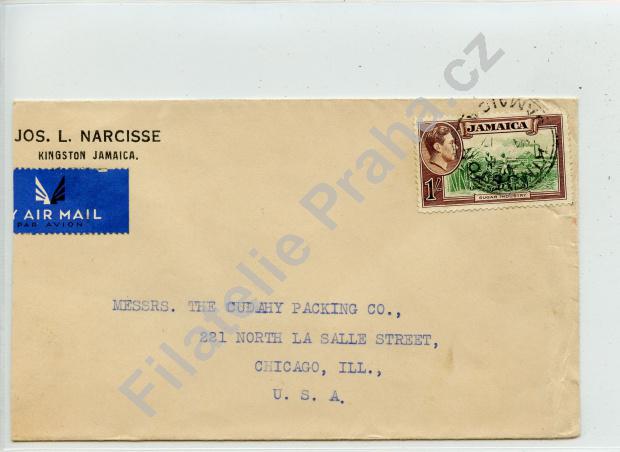 JOS. L. NARCISSE
KINGSTON JAMAICA.
Y AIR MAIL
PAR AVION
JAMAICA
1/-
SUGAR INDUSTRY
MESSRS. THE CUDAHY PACKING CO.,
221 NORTH LA SALLE STREET,
CHICAGO, ILL.,
U. S. A.
Filatelie Praha.cz